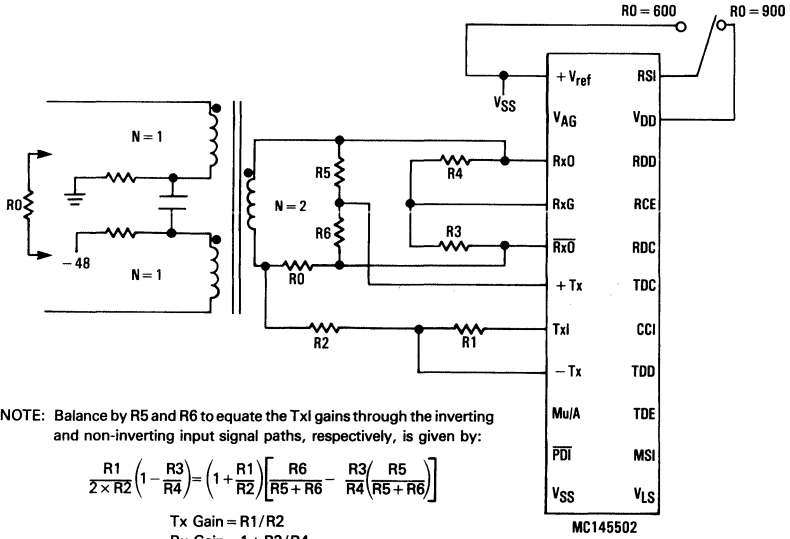 R0 = 600
R0 = 900
+ Vref
RSI
VSS
VAG
VDD
N = 1
RxO
RDD
R5
R4
RxG
RCE
R0
N = 2
R6
R3
RxO
RDC
– 48
N = 1
R0
+ Tx
TDC
TxI
CCI
R2
R1
– Tx
TDD
Mu/A
TDE
PDI
MSI
VSS
VLS
MC145502
NOTE: Balance by R5 and R6 to equate the TxI gains through the inverting
and non-inverting input signal paths, respectively, is given by:
R1/(2 × R2) (1 – R3/R4) = (1 + R1/R2) [R6/(R5 + R6) – R3/R4 (R5/(R5 + R6))]
Tx Gain = R1/R2